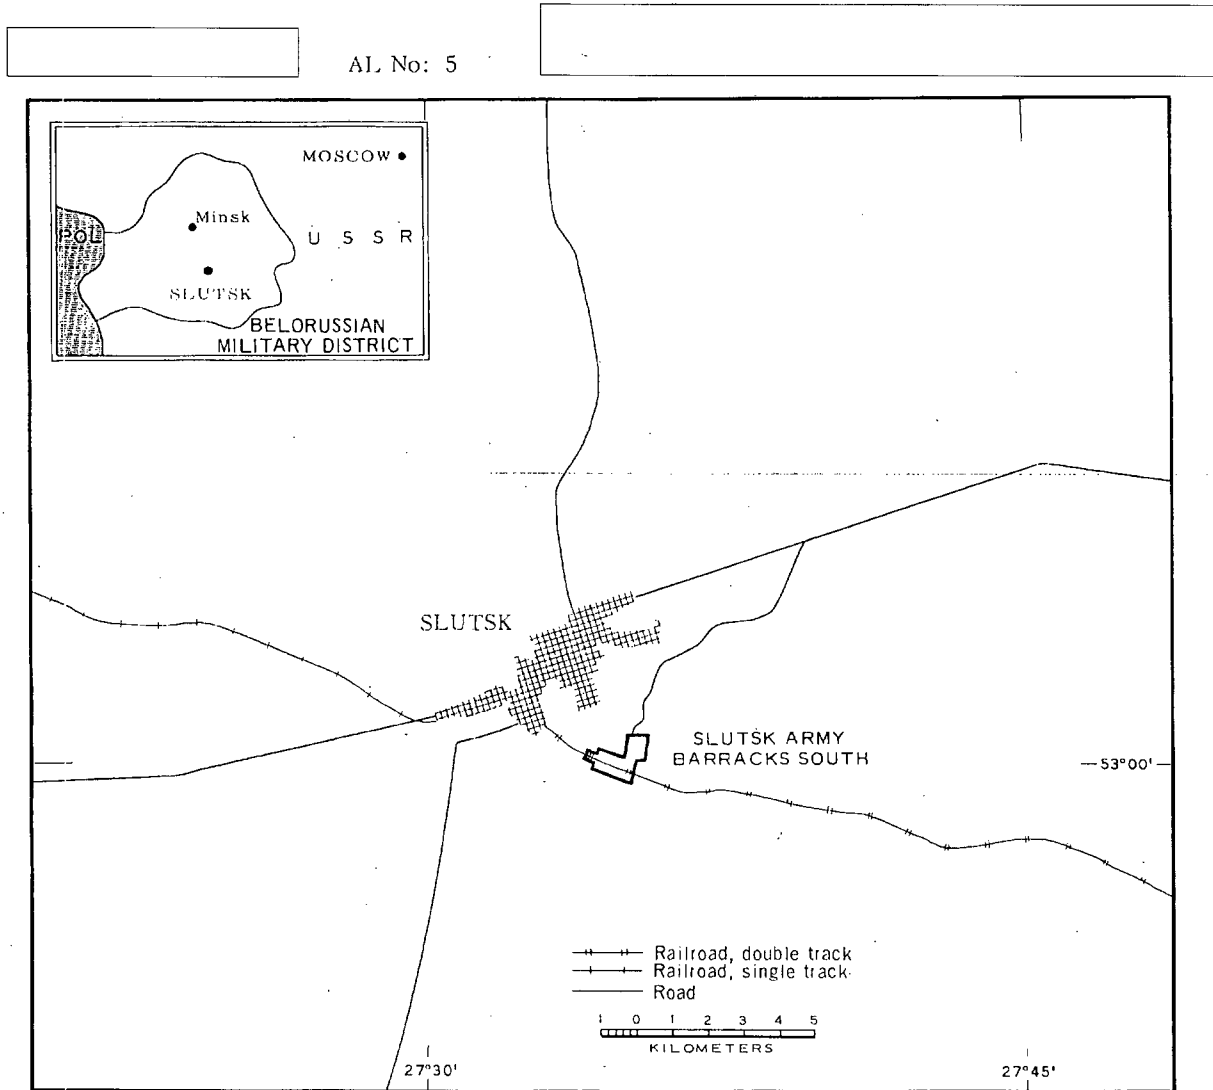 AL No: 5
MOSCOW
Minsk
POL
U S S R
SLUTSK
BELORUSSIAN
MILITARY DISTRICT
SLUTSK
SLUTSK ARMY
BARRACKS SOUTH
53°00'
Railroad, double track
Railroad, single track
Road
1 0 1 2 3 4 5
KILOMETERS
27°30'
27°45'